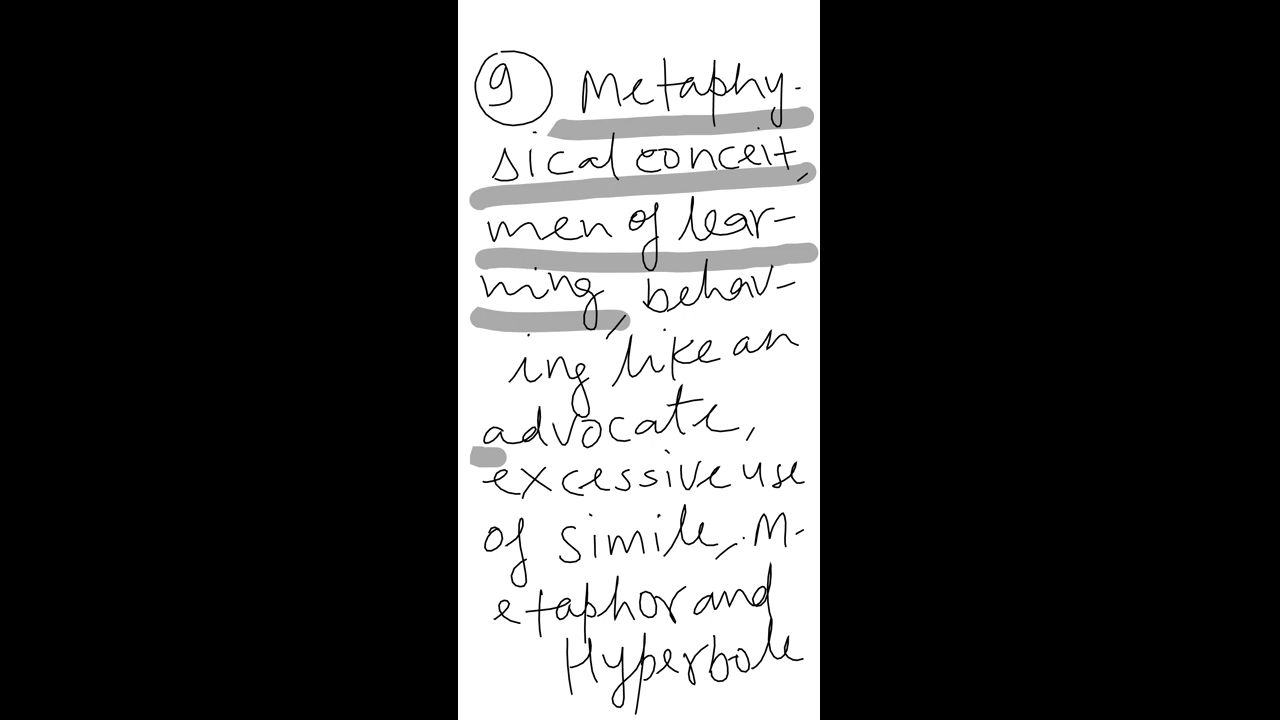 9 Metaphy-
sical conceit,
men of lear-
ning, behav-
ing like an
advocate,
excessive use
of simile, M-
etaphor and
Hyperbole